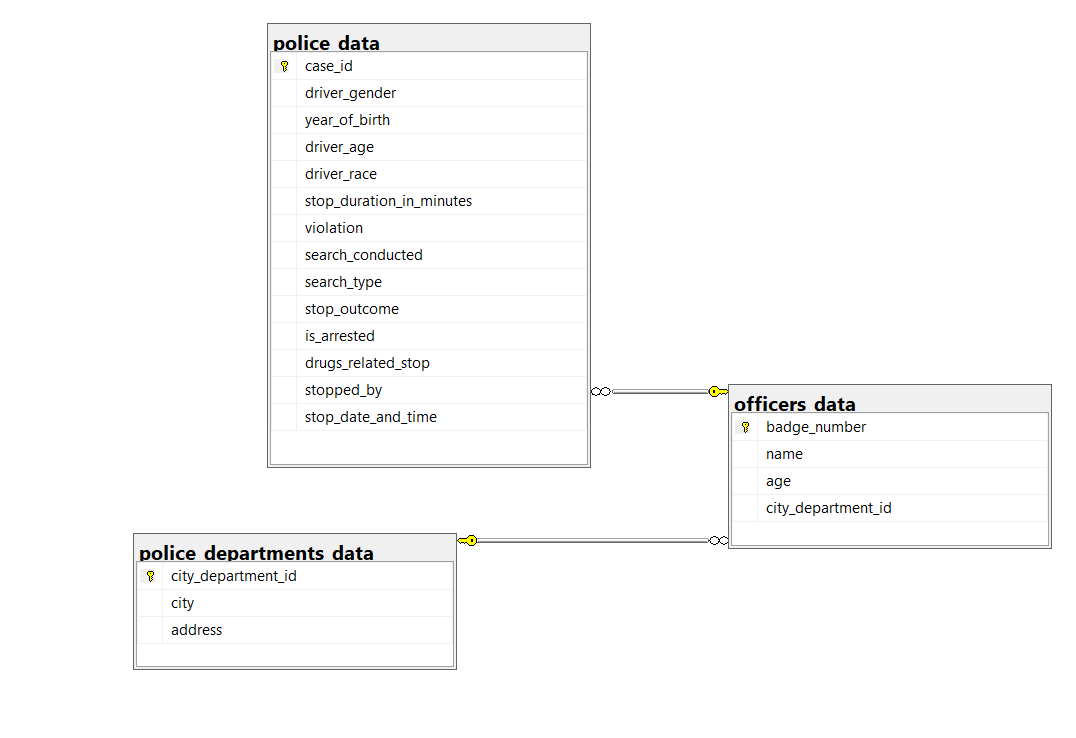 police_data
case_id
driver_gender
year_of_birth
driver_age
driver_race
stop_duration_in_minutes
violation
search_conducted
search_type
stop_outcome
is_arrested
drugs_related_stop
stopped_by
stop_date_and_time
officers_data
badge_number
name
age
city_department_id
police_departments_data
city_department_id
city
address